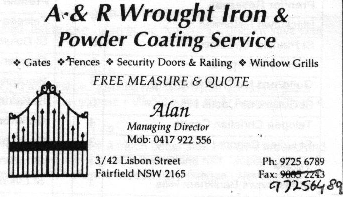 A & R Wrought Iron &
Powder Coating Service
❖ Gates ❖ Fences ❖ Security Doors & Railing ❖ Window Grills
FREE MEASURE & QUOTE
Alan
Managing Director
Mob: 0417 922 556
3/42 Lisbon Street
Fairfield NSW 2165
Ph: 9725 6789
Fax: 9885 2243
97256489